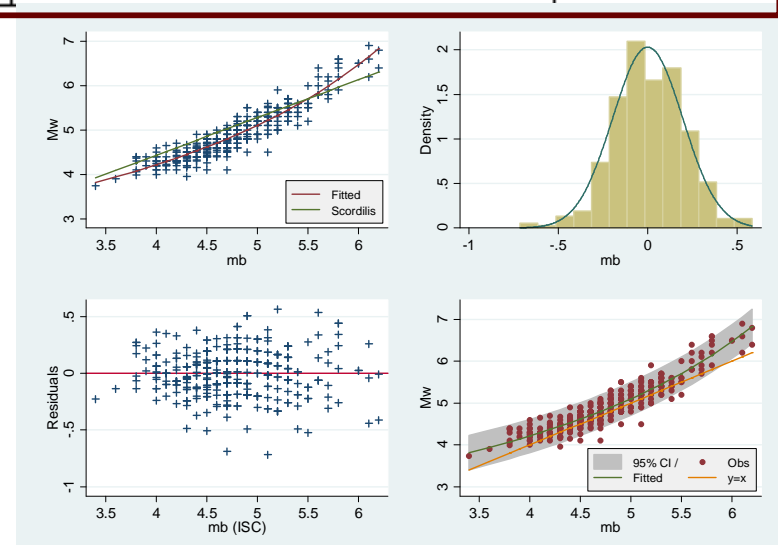 Mw
7
6
5
4
3
Fitted
Scordilis
3.5 4 4.5 5 5.5 6
mb
Density
2
1.5
1
.5
0
-1 -.5 0 .5
mb
Residuals
.5
0
-.5
-1
3.5 4 4.5 5 5.5 6
mb (ISC)
Mw
7
6
5
4
3
95% CI / Obs
Fitted y=x
3.5 4 4.5 5 5.5 6
mb